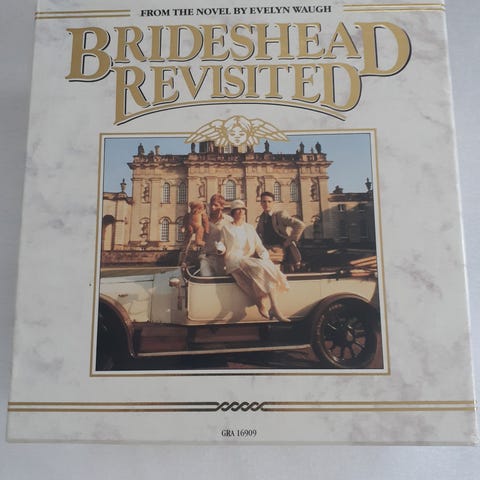 FROM THE NOVEL BY EVELYN WAUGH
BRIDESHEAD
REVISITED
GRA 16909